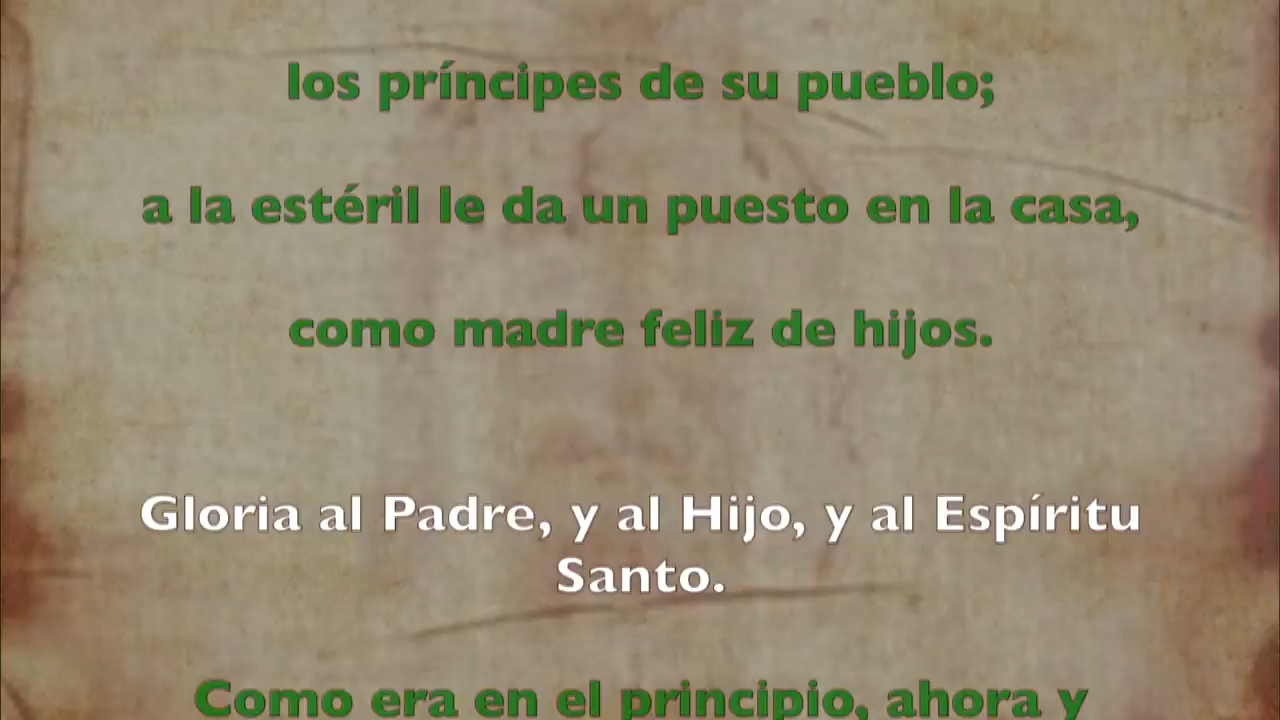 los príncipes de su pueblo;
a la estéril le da un puesto en la casa,
como madre feliz de hijos.
Gloria al Padre, y al Hijo, y al Espíritu
Santo.
Como era en el principio, ahora y